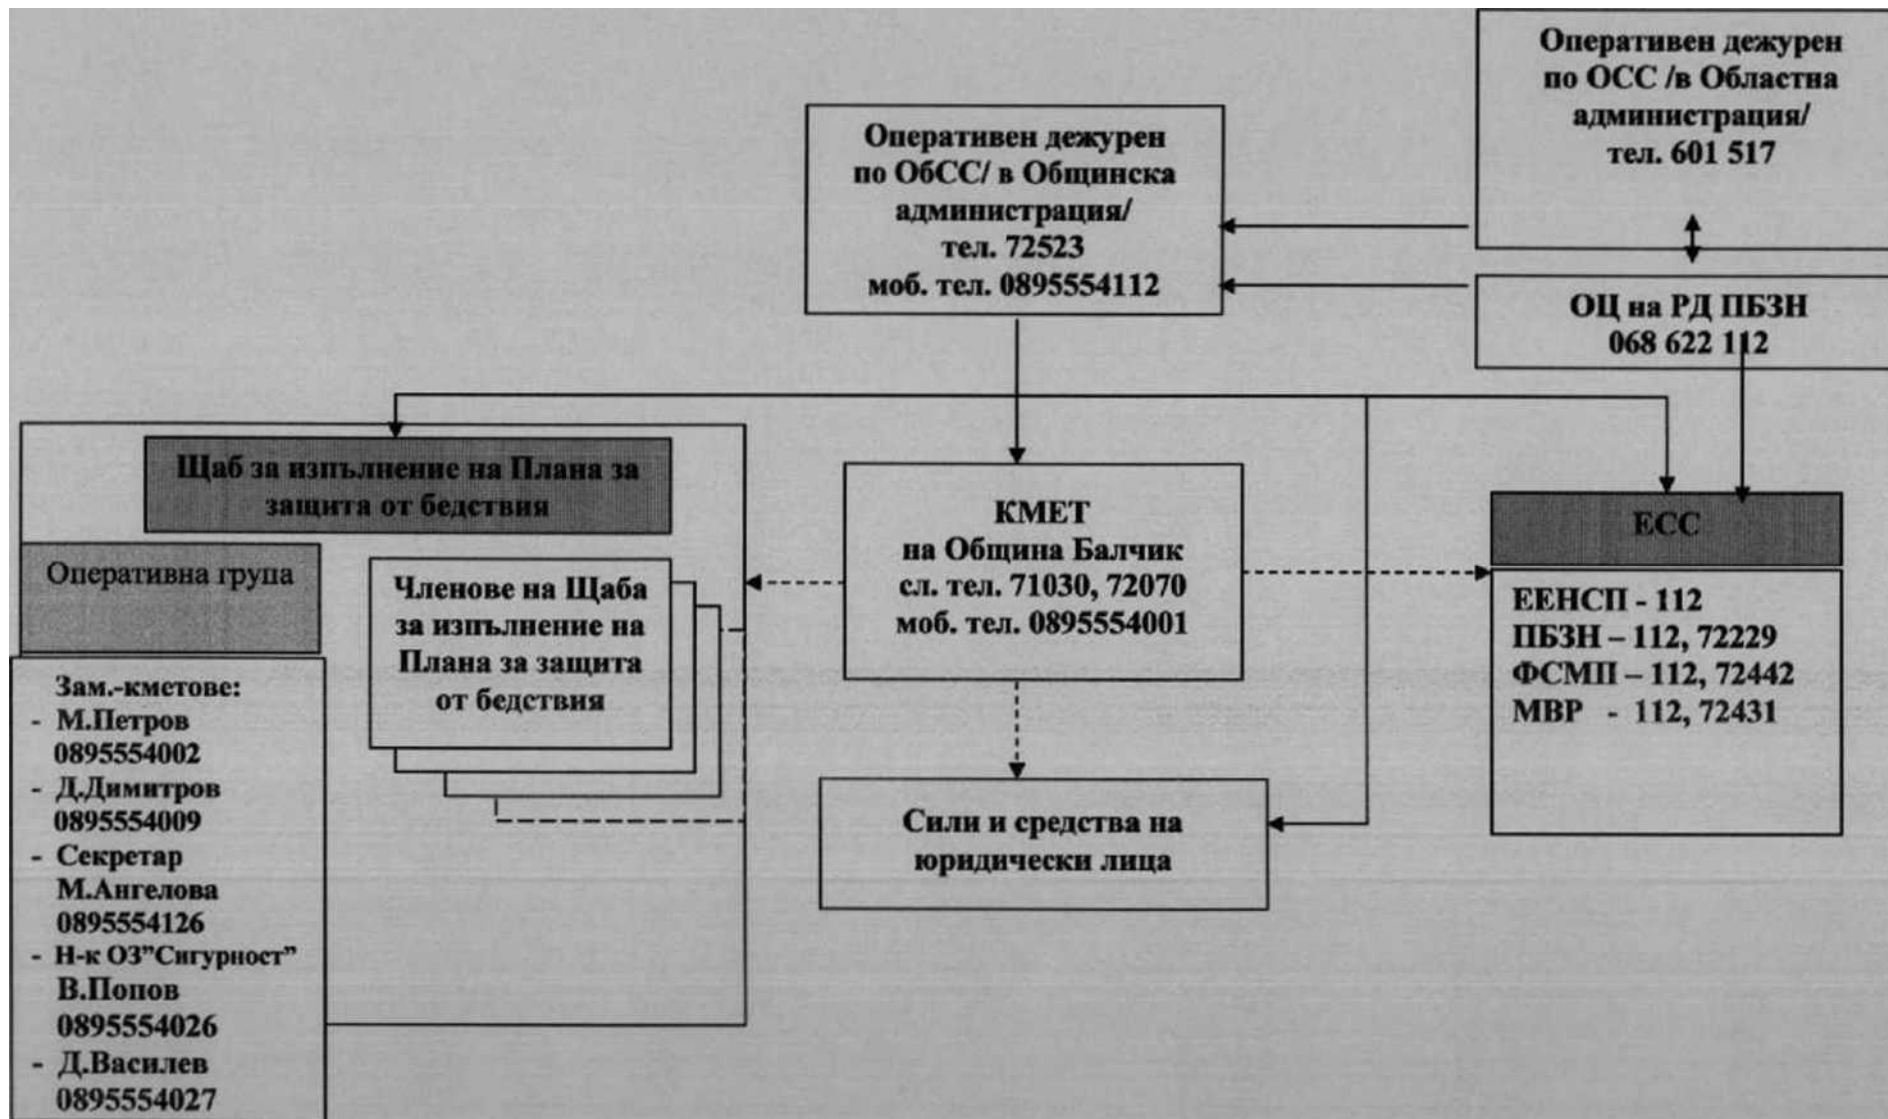 Оперативен дежурен
по ОСС /в Областна
администрация/
тел. 601 517
Оперативен дежурен
по ОбСС/ в Общинска
администрация/
тел. 72523
моб. тел. 0895554112
ОЦ на РД ПБЗН
068 622 112
Щаб за изпълнение на Плана за
защита от бедствия
Оперативна група
Членове на Щаба
за изпълнение на
Плана за защита
от бедствия
КМЕТ
на Община Балчик
сл. тел. 71030, 72070
моб. тел. 0895554001
ЕСС
ЕЕНСП - 112
ПБЗН – 112, 72229
ФСМП – 112, 72442
МВР - 112, 72431
Зам.-кметове:
- М.Петров
0895554002
- Д.Димитров
0895554009
- Секретар
М.Ангелова
0895554126
- Н-к ОЗ"Сигурност"
В.Попов
0895554026
- Д.Василев
0895554027
Сили и средства на
юридически лица